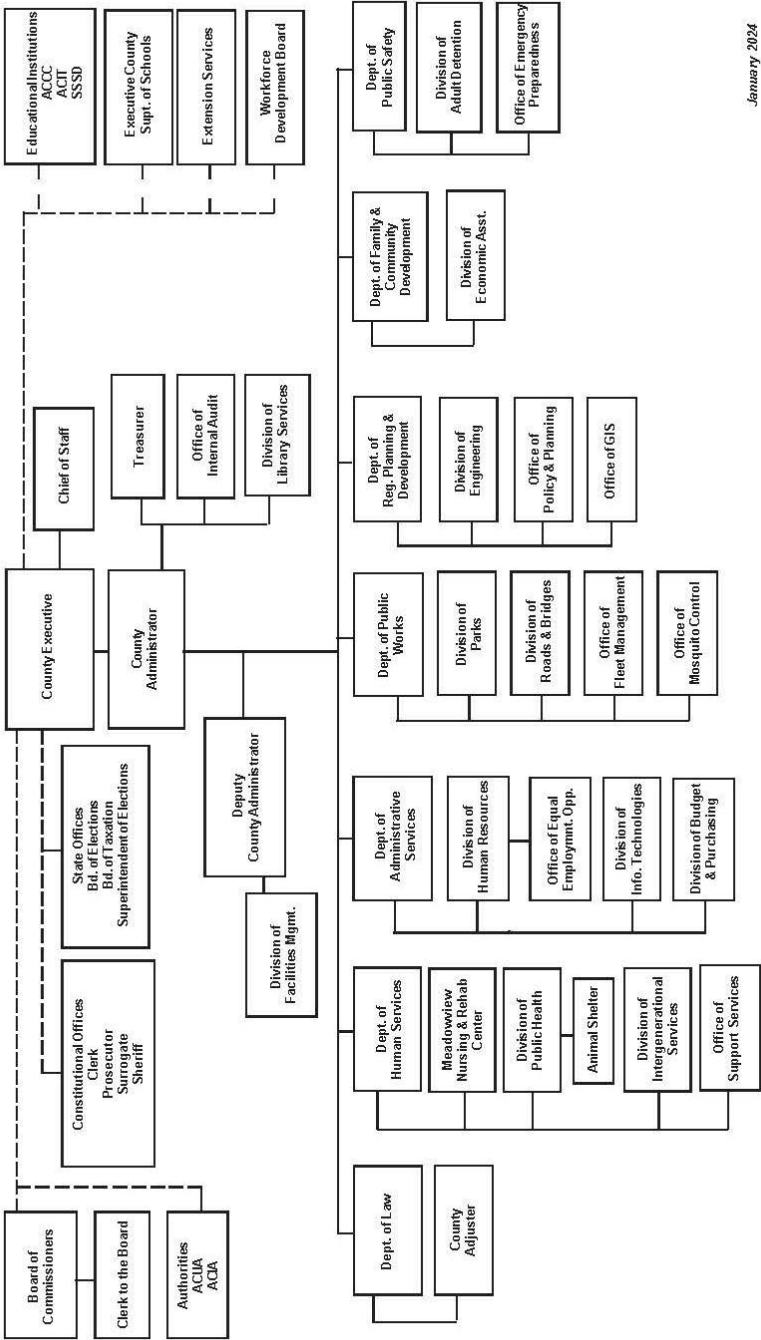 Board of
Commissioners
Clerk to the Board
Authorities
ACUA
ACIA
Constitutional Offices
Clerk
Prosecutor
Surrogate
Sheriff
State Offices
Bd. of Elections
Bd. of Taxation
Superintendent of Elections
County Executive
Chief of Staff
County
Administrator
Treasurer
Office of
Internal Audit
Division of
Library Services
Deputy
County Administrator
Division of
Facilities Mgmt.
Educational Institutions
ACCC
ACIT
SSSD
Executive County
Supt. of Schools
Extension Services
Workforce
Development Board
Dept. of Law
County
Adjuster
Dept. of
Human Services
Meadowview
Nursing & Rehab
Center
Division of
Public Health
Animal Shelter
Division of
Intergenerational
Services
Office of
Support Services
Dept. of
Administrative
Services
Division of
Human Resources
Office of Equal
Employmnt. Opp.
Division of
Info. Technologies
Division of Budget
& Purchasing
Dept. of Public
Works
Division of
Parks
Division of
Roads & Bridges
Office of
Fleet Management
Office of
Mosquito Control
Dept. of
Reg. Planning &
Development
Division of
Engineering
Office of
Policy & Planning
Office of GIS
Dept. of Family &
Community
Development
Division of
Economic Asst.
Dept. of
Public Safety
Division of
Adult Detention
Office of Emergency
Preparedness
January 2024